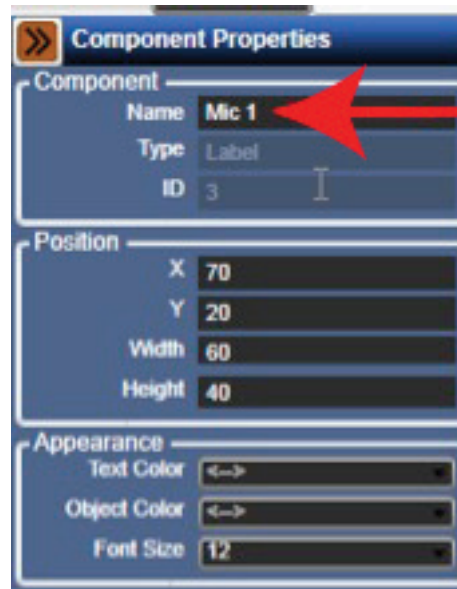 Component Properties
Component
Name Mic 1
Type Label
ID 3
Position
X 70
Y 20
Width 60
Height 40
Appearance
Text Color <-->
Object Color <-->
Font Size 12